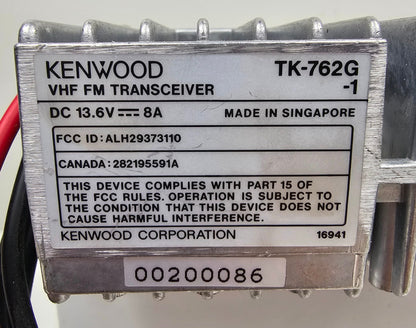 KENWOOD TK-762G
VHF FM TRANSCEIVER -1
DC 13.6V ⎓ 8A MADE IN SINGAPORE
FCC ID: ALH29373110
CANADA: 282195591A
THIS DEVICE COMPLIES WITH PART 15 OF
THE FCC RULES. OPERATION IS SUBJECT TO
THE CONDITION THAT THIS DEVICE DOES NOT
CAUSE HARMFUL INTERFERENCE.
KENWOOD CORPORATION 16941
00200086